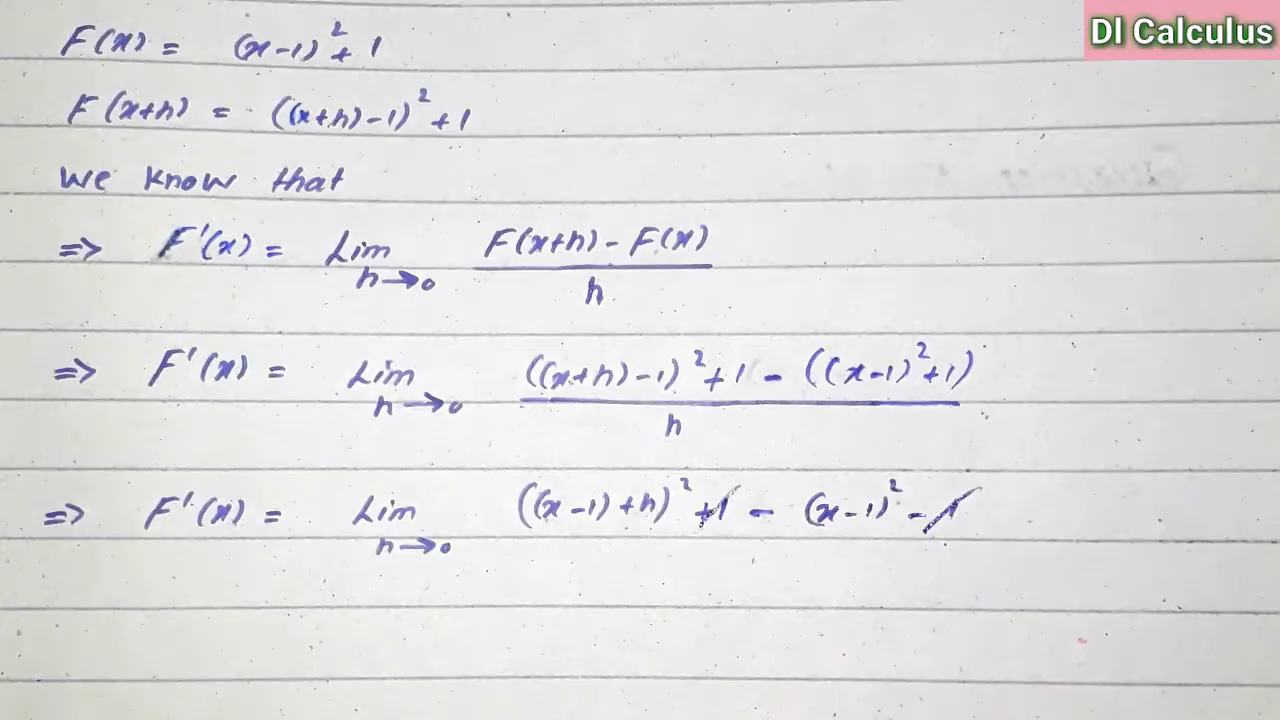 DI Calculus
F(x) = (x-1)² + 1
F(x+h) = ((x+h)-1)² + 1
We know that
=> F'(x) = Lim h→0 F(x+h) - F(x) / h
=> F'(x) = Lim h→0 ((x+h)-1)² + 1 - ((x-1)² + 1) / h
=> F'(x) = Lim h→0 ((x-1)+h)² + 1 - (x-1)² - 1